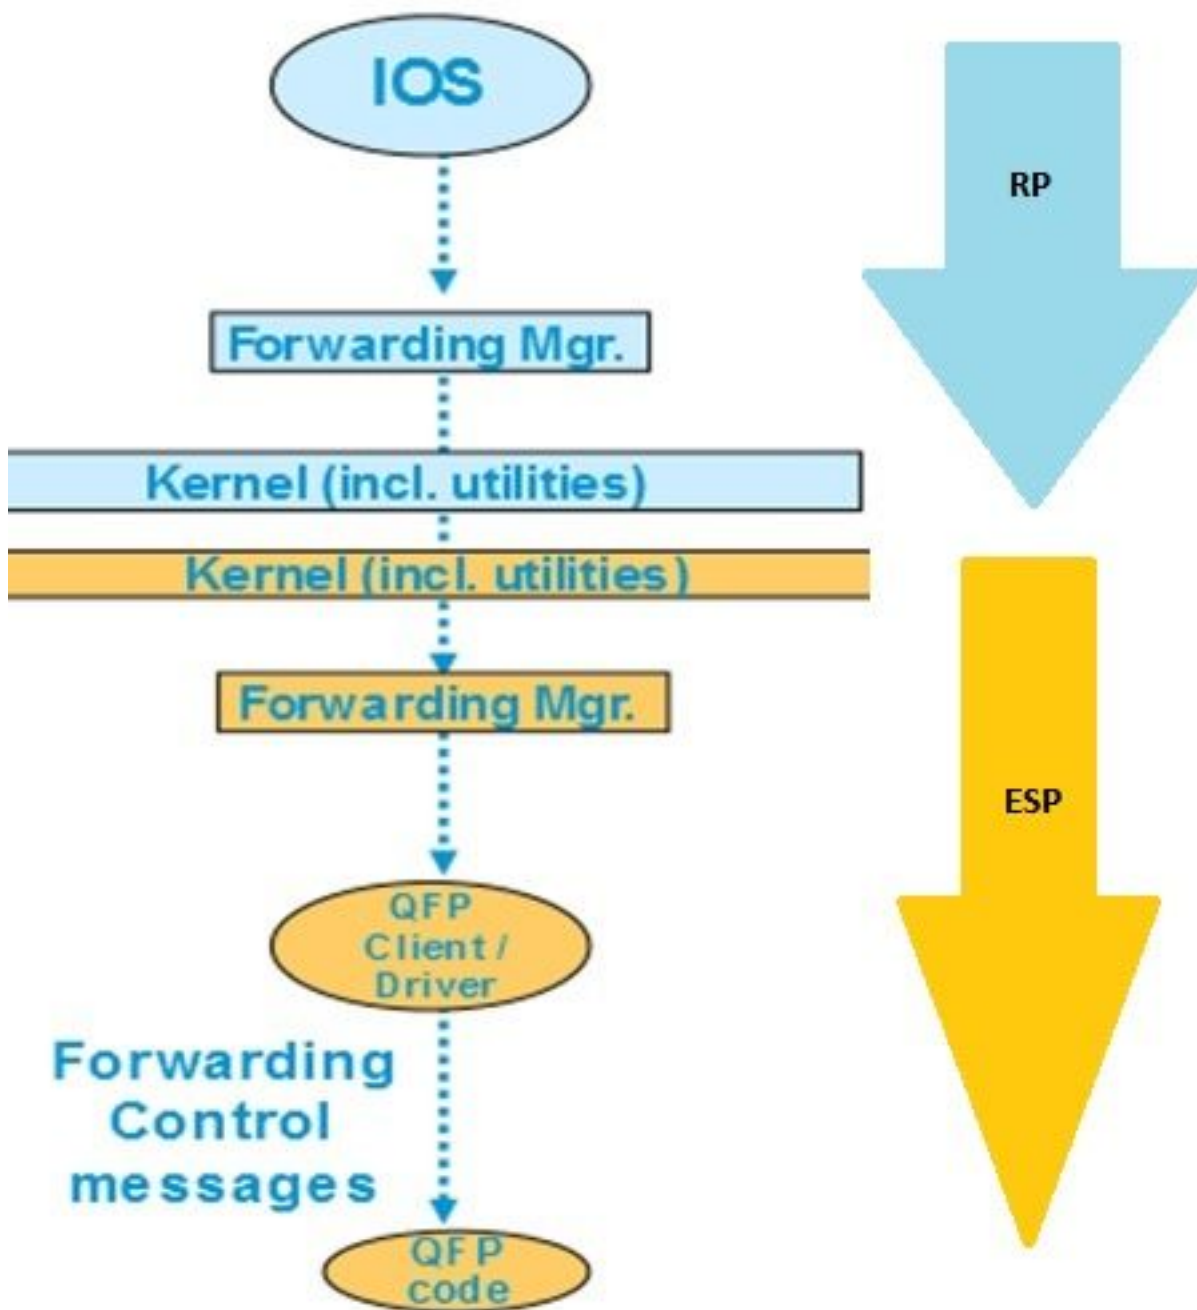 IOS
RP
Forwarding Mgr.
Kernel (incl. utilities)
Kernel (incl. utilities)
Forwarding Mgr.
ESP
QFP
Client /
Driver
Forwarding
Control
messages
QFP
code